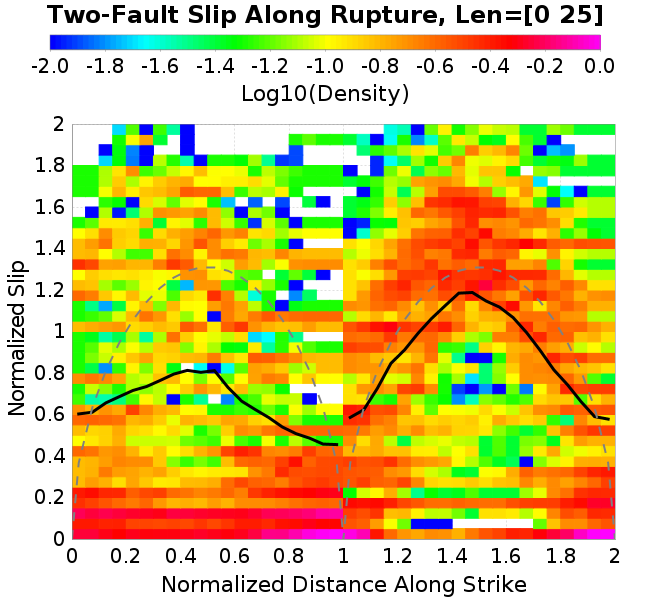 Two-Fault Slip Along Rupture, Len=[0 25]
-2.0 -1.8 -1.6 -1.4 -1.2 -1.0 -0.8 -0.6 -0.4 -0.2 0.0
Log10(Density)
2
1.8
1.6
1.4
1.2
1
0.8
0.6
0.4
0.2
0
Normalized Slip
0 0.2 0.4 0.6 0.8 1 1.2 1.4 1.6 1.8 2
Normalized Distance Along Strike